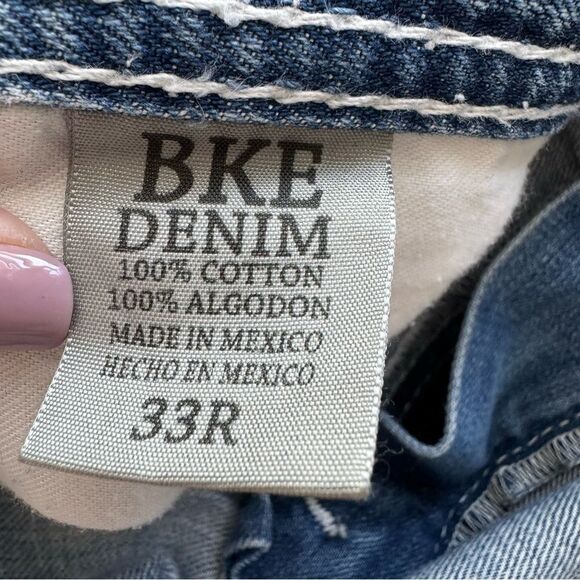 BKE
DENIM
100% COTTON
100% ALGODON
MADE IN MEXICO
HECHO EN MEXICO
33R